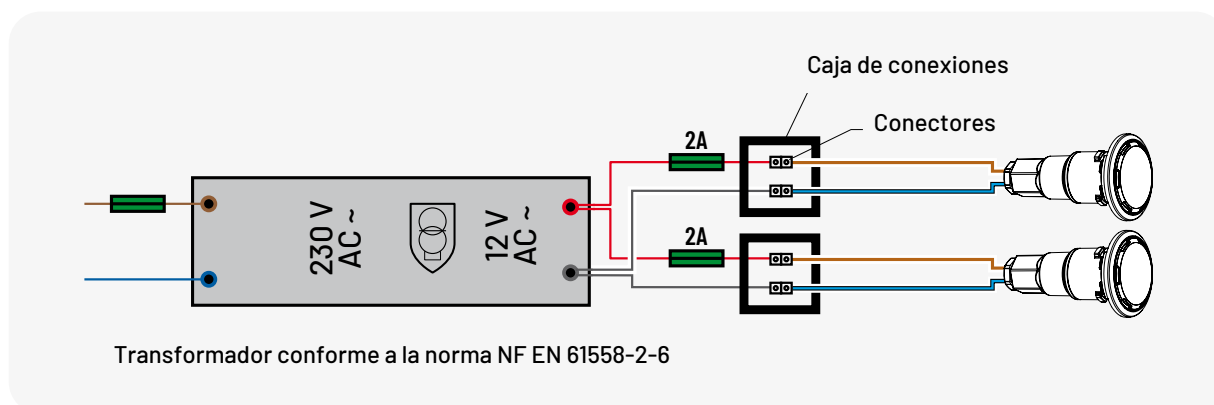 Caja de conexiones
Conectores
2A
230 V
AC ~
12 V
AC ~
2A
Transformador conforme a la norma NF EN 61558-2-6